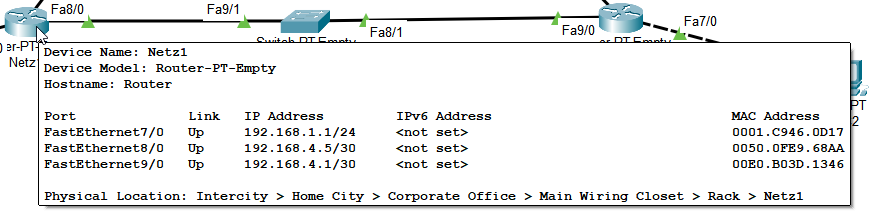 Fa8/0 Fa9/1 Fa7/0
Fa8/1 Fa9/0
Switch-PT-Empty
er-PT- er-PT-Empty
Netz1
Device Name: Netz1
Device Model: Router-PT-Empty
Hostname: Router
Port Link IP Address IPv6 Address MAC Address
FastEthernet7/0 Up 192.168.1.1/24 <not set> 0001.C946.0D17
FastEthernet8/0 Up 192.168.4.5/30 <not set> 0050.0FE9.68AA
FastEthernet9/0 Up 192.168.4.1/30 <not set> 00E0.B03D.1346
Physical Location: Intercity > Home City > Corporate Office > Main Wiring Closet > Rack > Netz1
PT
2